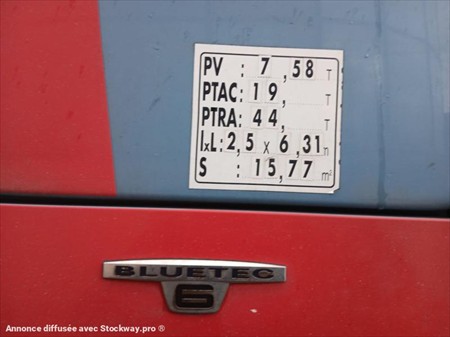 PV : 7,58 T
PTAC: 19, T
PTRA: 44, T
lxL: 2,5 x 6,31 m
S : 15,77 m²
BLUETEC
6
Annonce diffusée avec Stockway.pro ®